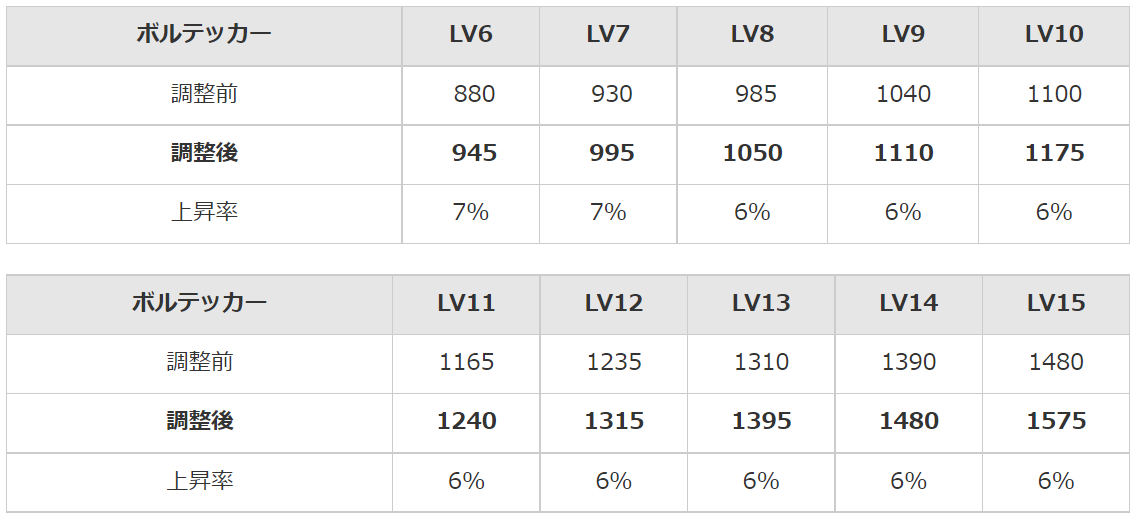 ボルテッカー LV6 LV7 LV8 LV9 LV10
調整前 880 930 985 1040 1100
調整後 945 995 1050 1110 1175
上昇率 7% 7% 6% 6% 6%
ボルテッカー LV11 LV12 LV13 LV14 LV15
調整前 1165 1235 1310 1390 1480
調整後 1240 1315 1395 1480 1575
上昇率 6% 6% 6% 6% 6%